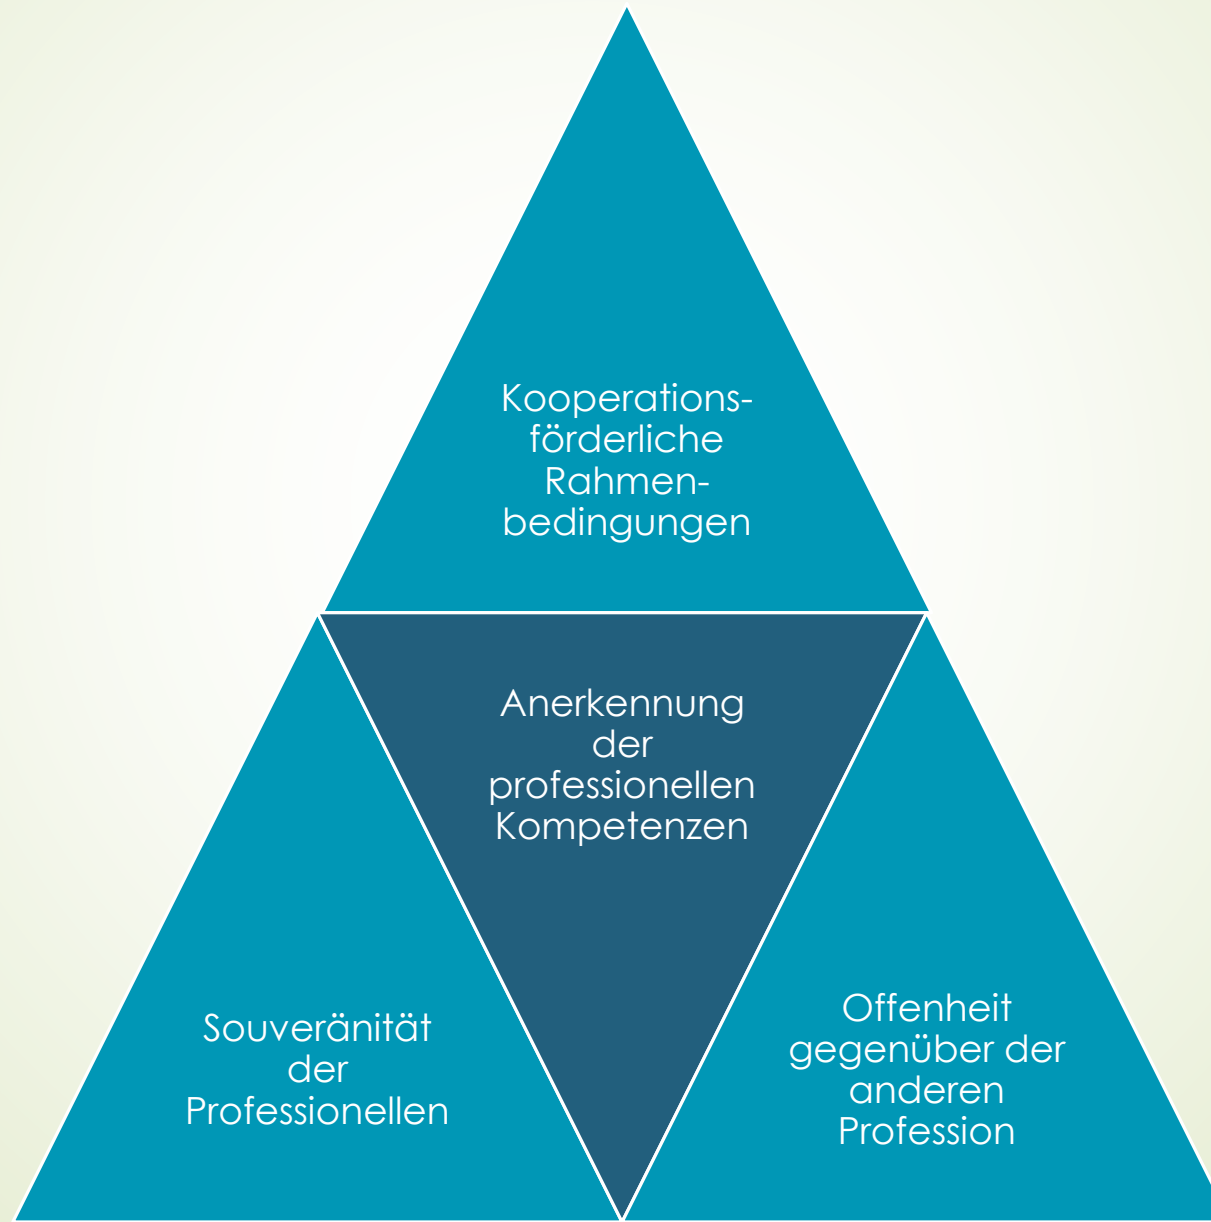 Kooperations-
förderliche
Rahmen-
bedingungen
Anerkennung
der
professionellen
Kompetenzen
Souveränität
der
Professionellen
Offenheit
gegenüber der
anderen
Profession